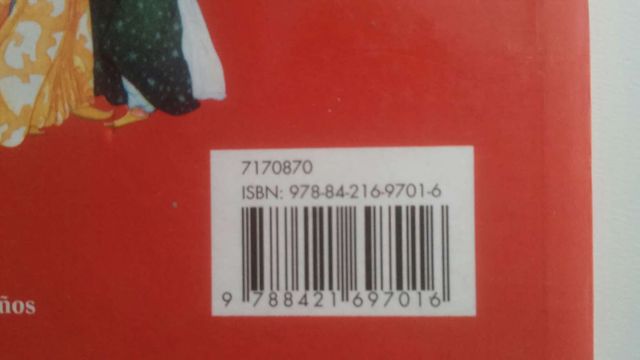 7170870
ISBN: 978-84-216-9701-6
9 788421 697016
ños